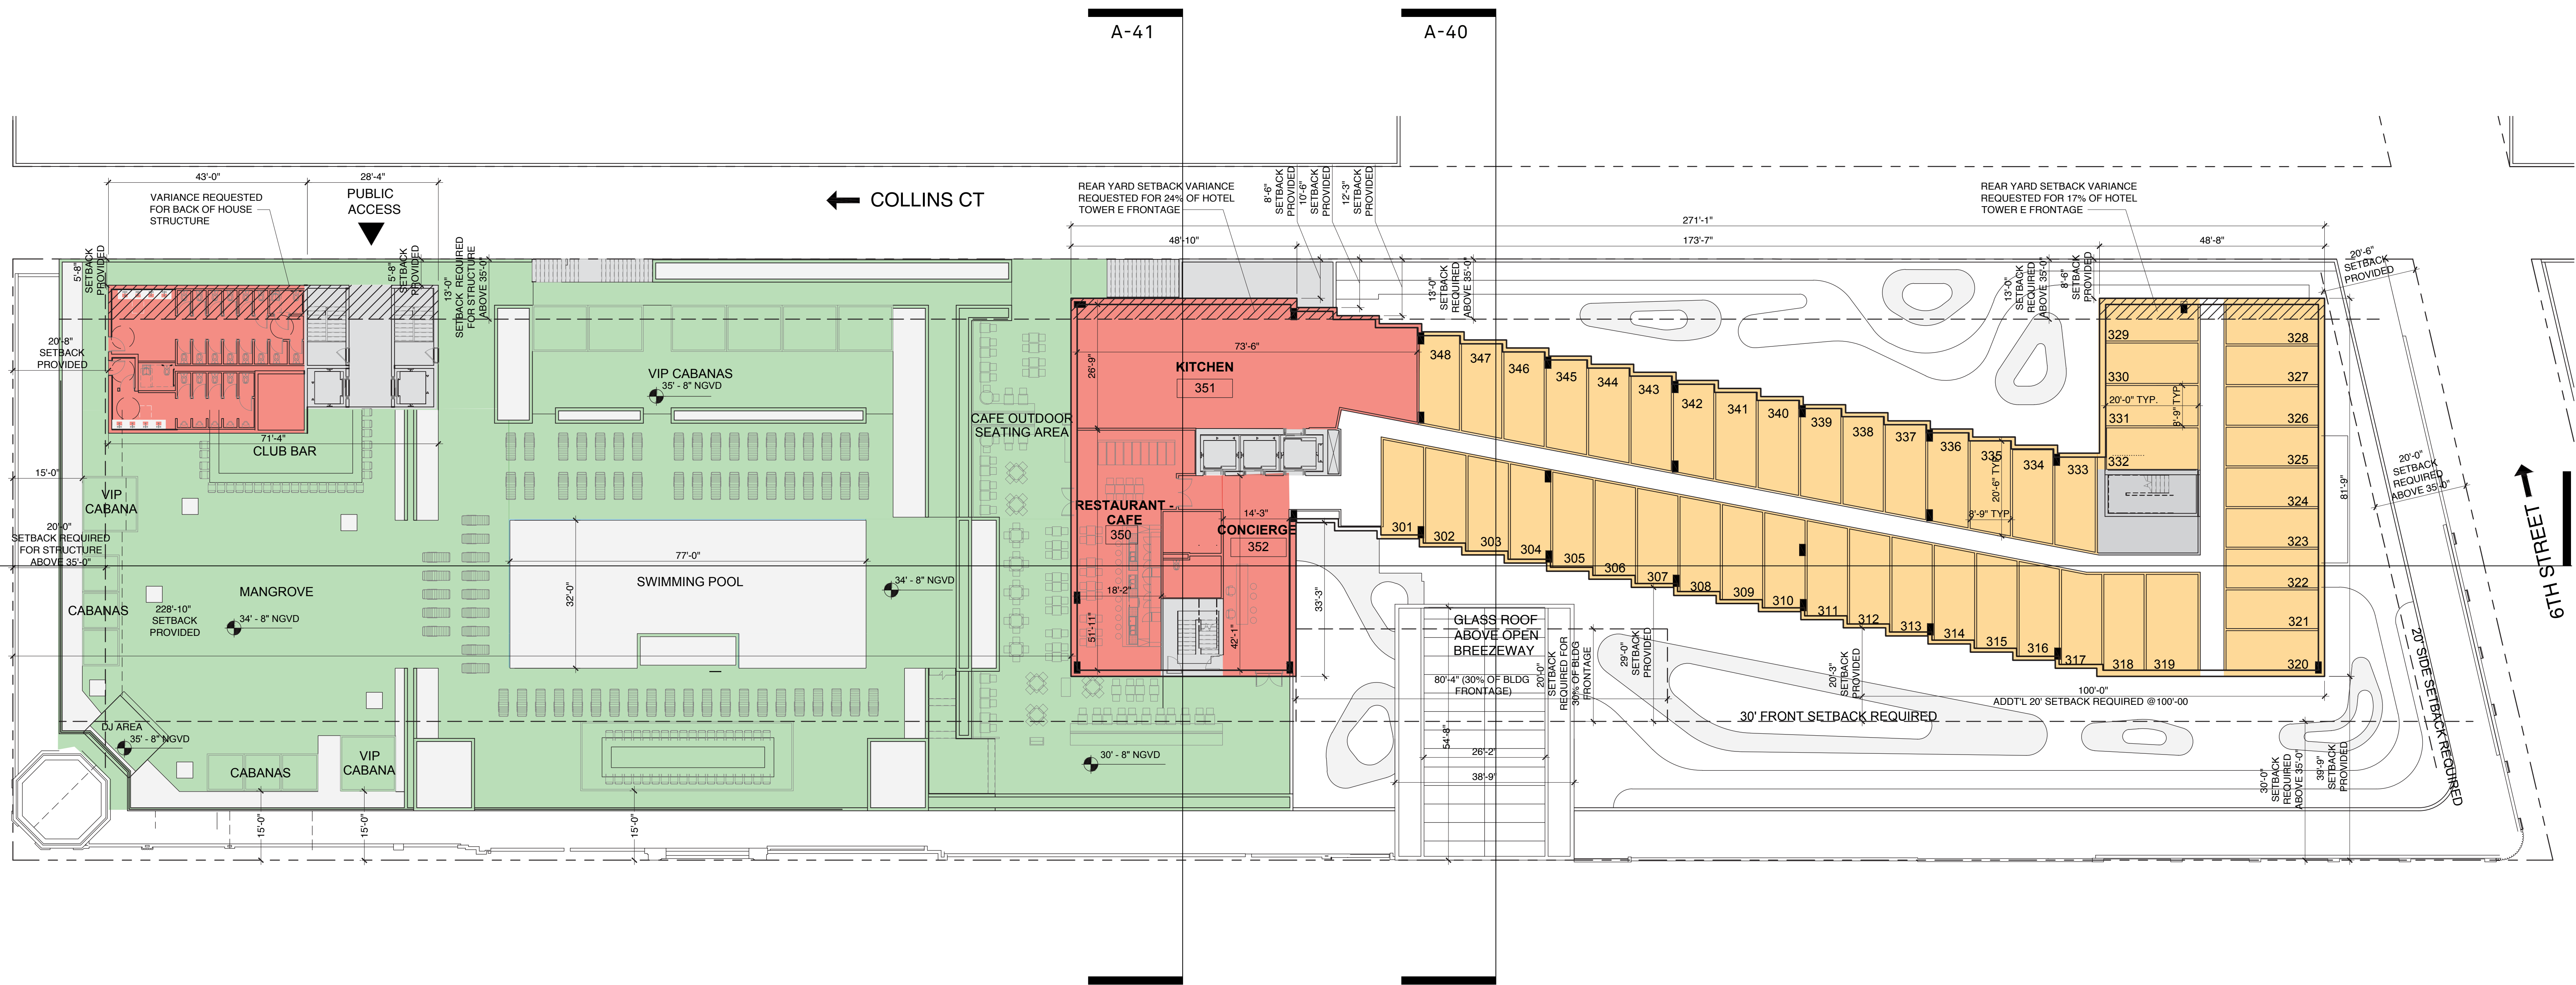 A-41
A-40
43'-0"
28'-4"
VARIANCE REQUESTED
FOR BACK OF HOUSE
STRUCTURE
PUBLIC
ACCESS
COLLINS CT
REAR YARD SETBACK VARIANCE
REQUESTED FOR 24% OF HOTEL
TOWER E FRONTAGE
8'-6"
SETBACK
PROVIDED
10'-6"
SETBACK
PROVIDED
12'-3"
SETBACK
PROVIDED
REAR YARD SETBACK VARIANCE
REQUESTED FOR 17% OF HOTEL
TOWER E FRONTAGE
271'-1"
48'-10"
173'-7"
48'-8"
5'-8"
SETBACK
PROVIDED
5'-8"
SETBACK
PROVIDED
13'-0"
SETBACK REQUIRED
FOR STRUCTURE
ABOVE 35'-0"
13'-0"
SETBACK
REQUIRED
ABOVE 35'-0"
13'-0"
SETBACK
REQUIRED
ABOVE 35'-0"
8'-6"
SETBACK
PROVIDED
20'-6"
SETBACK
PROVIDED
20'-8"
SETBACK
PROVIDED
VIP CABANAS
35' - 8" NGVD
CAFE OUTDOOR
SEATING AREA
26'-9"
73'-6"
KITCHEN
351
348
347
346
345
344
343
342
341
340
339
338
337
336
335
334
333
329
330
331
332
20'-0" TYP.
8'-9" TYP.
328
327
326
325
324
323
322
321
320
81'-9"
20'-0"
SETBACK
REQUIRED
ABOVE 35'-0"
6TH STREET
71'-4"
CLUB BAR
15'-0"
VIP
CABANA
20'-0"
SETBACK REQUIRED
FOR STRUCTURE
ABOVE 35'-0"
CABANAS
228'-10"
SETBACK
PROVIDED
MANGROVE
34' - 8" NGVD
77'-0"
SWIMMING POOL
32'-0"
34' - 8" NGVD
RESTAURANT -
CAFE
350
14'-3"
CONCIERGE
352
18'-2"
51'-11"
42'-1"
33'-3"
20'-6" TYP.
8'-9" TYP.
301
302
303
304
305
306
307
308
309
310
311
312
313
314
315
316
317
318
319
GLASS ROOF
ABOVE OPEN
BREEZEWAY
80'-4" (30% OF BLDG
FRONTAGE)
20'-0"
SETBACK
REQUIRED FOR
30% OF BLDG
FRONTAGE
29'-0"
SETBACK
PROVIDED
20'-3"
SETBACK
PROVIDED
100'-0"
ADDT'L 20' SETBACK REQUIRED @100'-00
30' FRONT SETBACK REQUIRED
20' SIDE SETBACK REQUIRED
54'-8"
26'-2"
38'-9"
30'-0"
SETBACK
REQUIRED
ABOVE 35'-0"
39'-9"
SETBACK
PROVIDED
DJ AREA
35' - 8" NGVD
CABANAS
VIP
CABANA
30' - 8" NGVD
15'-0"
15'-0"
15'-0"